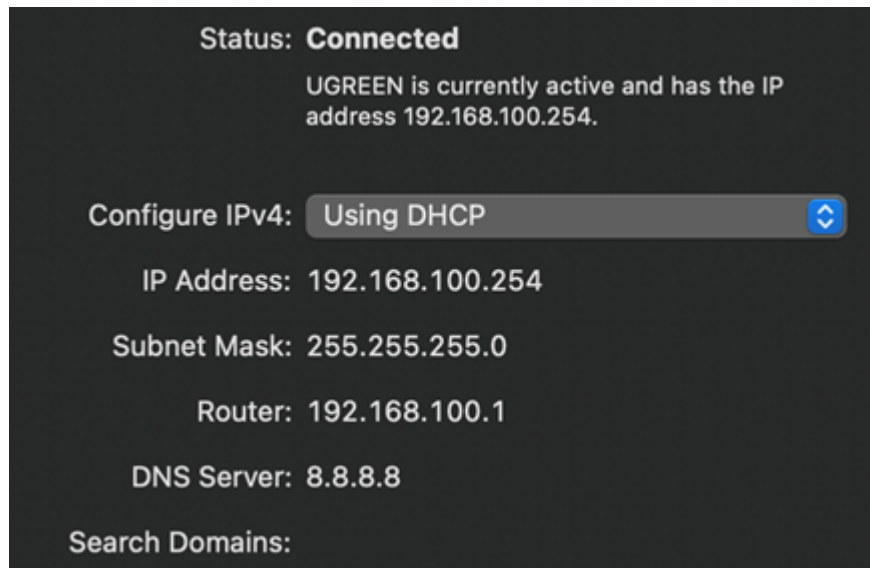 Status: Connected
UGREEN is currently active and has the IP
address 192.168.100.254.
Configure IPv4: Using DHCP
IP Address: 192.168.100.254
Subnet Mask: 255.255.255.0
Router: 192.168.100.1
DNS Server: 8.8.8.8
Search Domains: